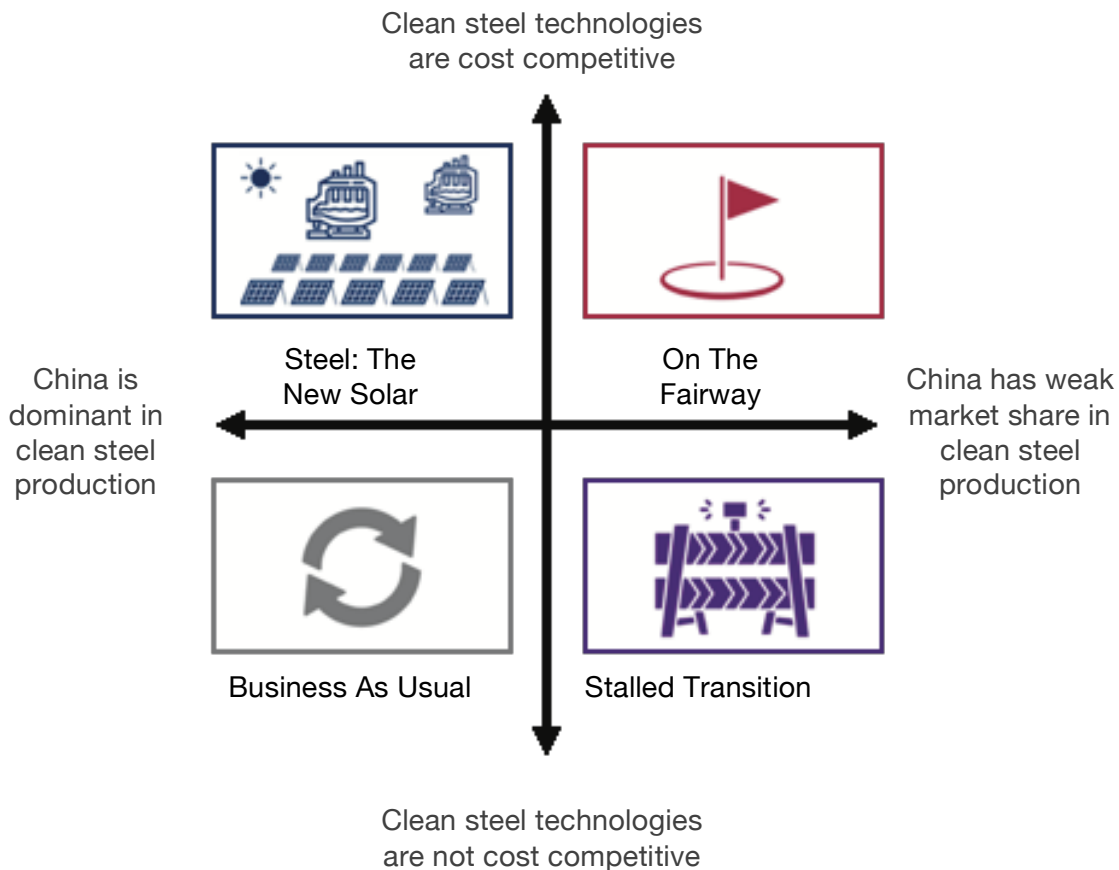 Clean steel technologies
are cost competitive
Steel: The
New Solar
On The
Fairway
China is
dominant in
clean steel
production
China has weak
market share in
clean steel
production
Business As Usual
Stalled Transition
Clean steel technologies
are not cost competitive